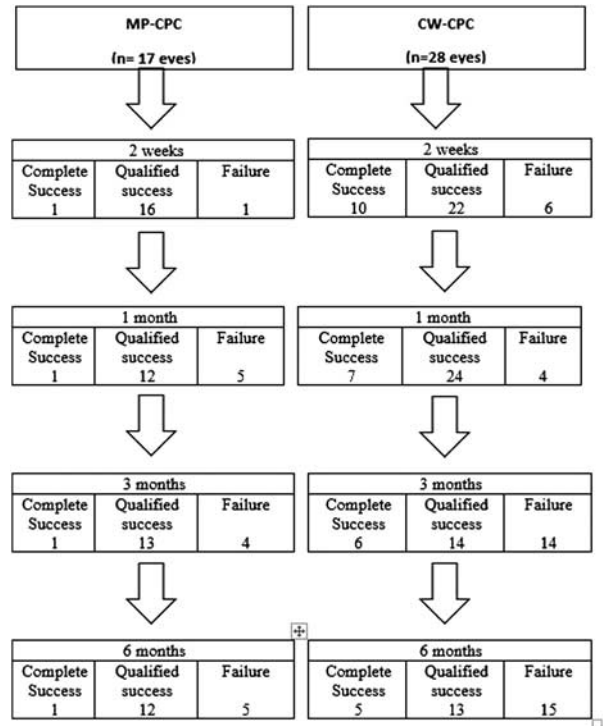 MP-CPC
(n= 17 eyes)
CW-CPC
(n=28 eyes)
2 weeks
Complete Qualified Failure
Success success
1 16 1
2 weeks
Complete Qualified Failure
Success success
10 22 6
1 month
Complete Qualified Failure
Success success
1 12 5
1 month
Complete Qualified Failure
Success success
7 24 4
3 months
Complete Qualified Failure
Success success
1 13 4
3 months
Complete Qualified Failure
Success success
6 14 14
6 months
Complete Qualified Failure
Success success
1 12 5
6 months
Complete Qualified Failure
Success success
5 13 15